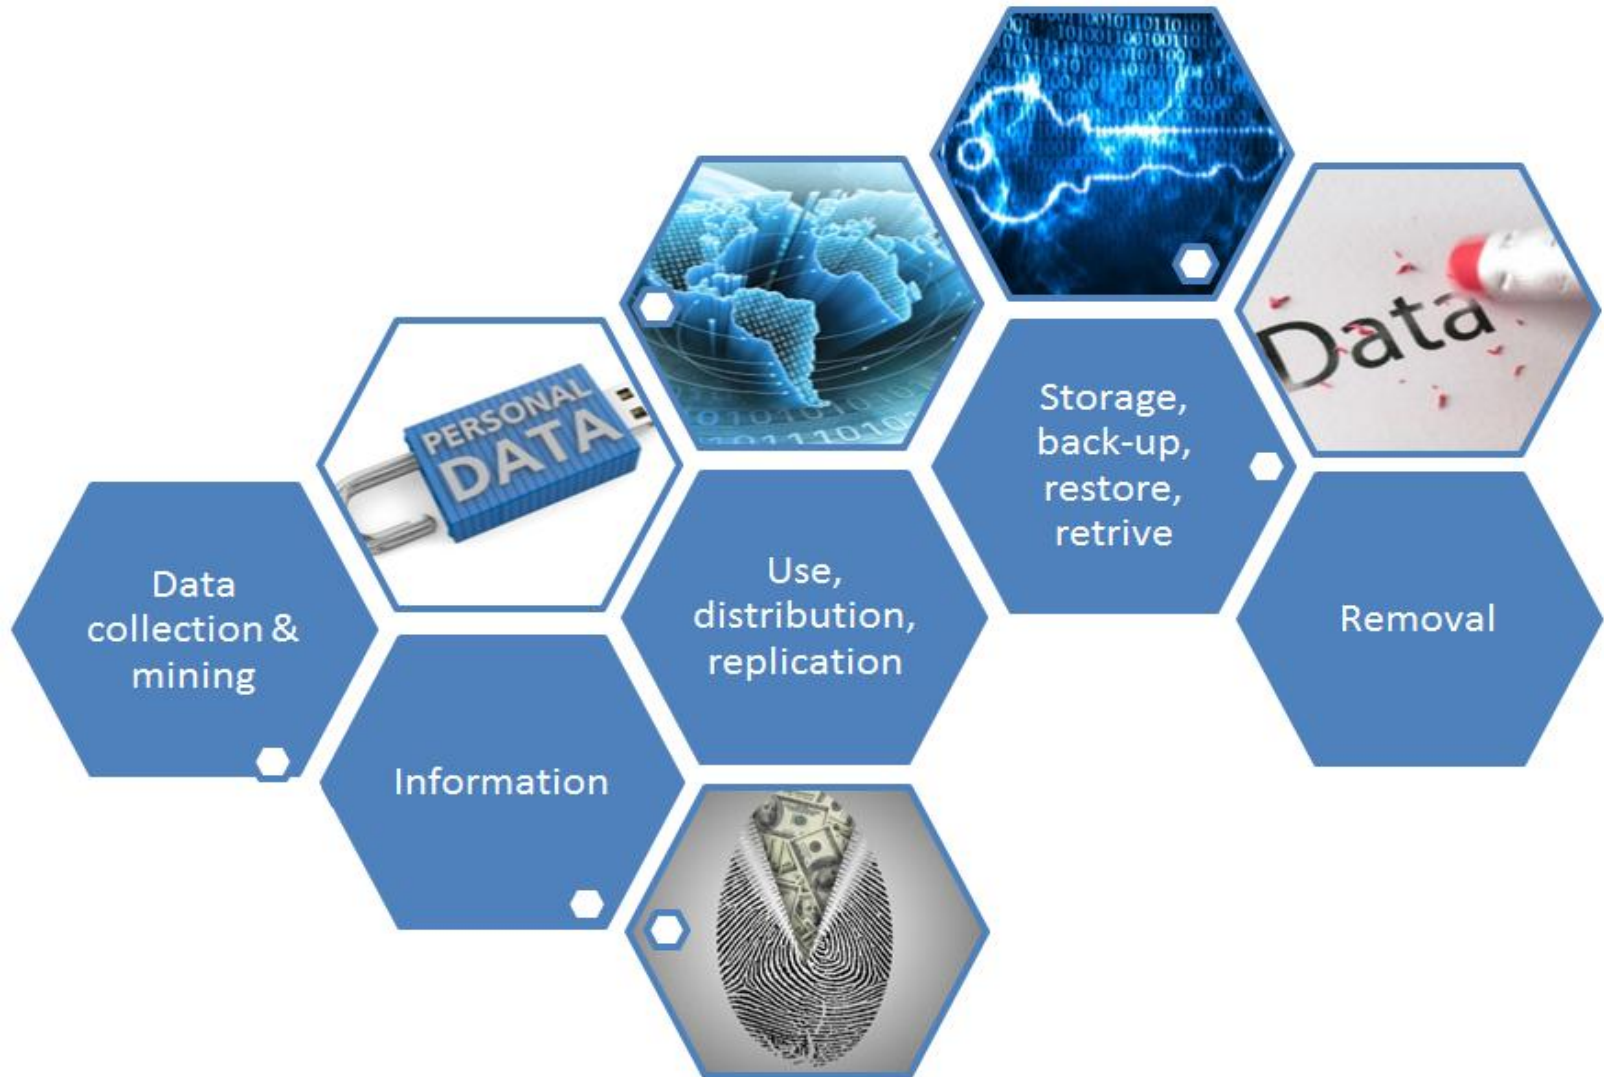 Data
collection &
mining
PERSONAL
DATA
Information
Use,
distribution,
replication
Storage,
back-up,
restore,
retrive
Data
Removal